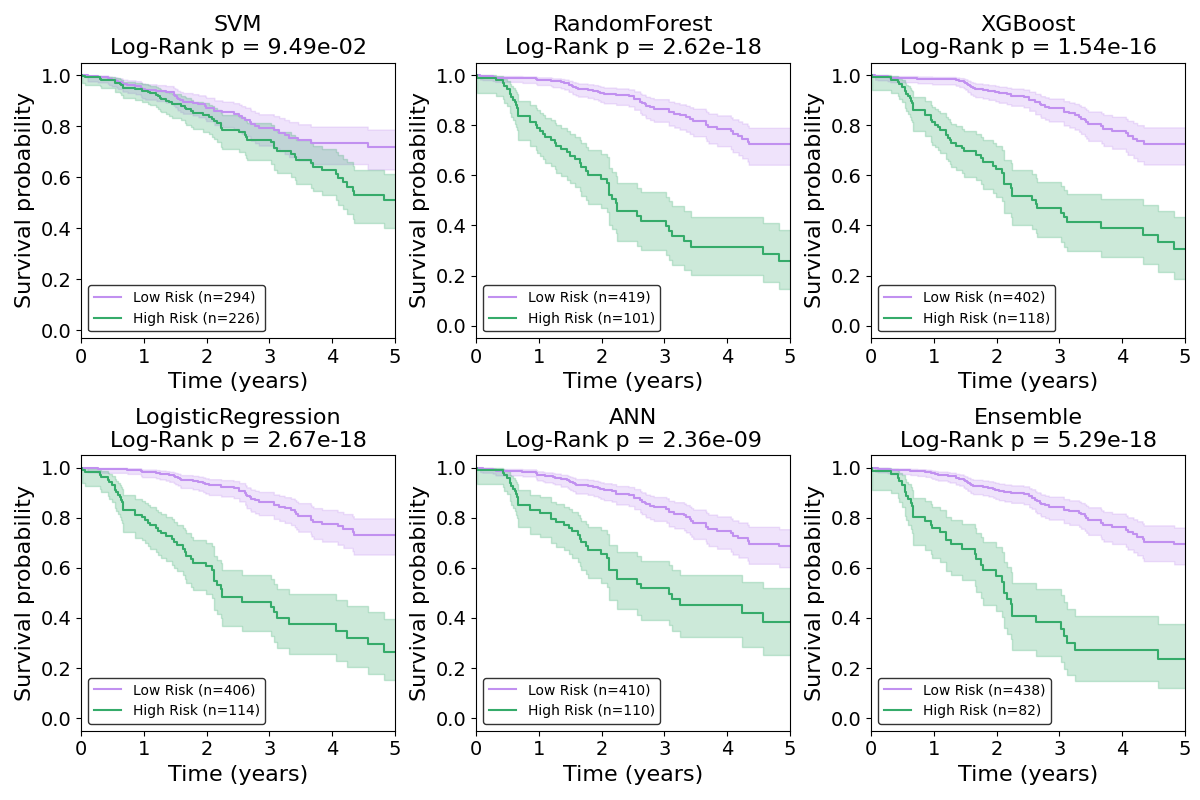 SVM
Log-Rank p = 9.49e-02
Survival probability
1.0
0.8
0.6
0.4
0.2
0.0
Low Risk (n=294)
High Risk (n=226)
0 1 2 3 4 5
Time (years)
RandomForest
Log-Rank p = 2.62e-18
Survival probability
1.0
0.8
0.6
0.4
0.2
0.0
Low Risk (n=419)
High Risk (n=101)
0 1 2 3 4 5
Time (years)
XGBoost
Log-Rank p = 1.54e-16
Survival probability
1.0
0.8
0.6
0.4
0.2
0.0
Low Risk (n=402)
High Risk (n=118)
0 1 2 3 4 5
Time (years)
LogisticRegression
Log-Rank p = 2.67e-18
Survival probability
1.0
0.8
0.6
0.4
0.2
0.0
Low Risk (n=406)
High Risk (n=114)
0 1 2 3 4 5
Time (years)
ANN
Log-Rank p = 2.36e-09
Survival probability
1.0
0.8
0.6
0.4
0.2
0.0
Low Risk (n=410)
High Risk (n=110)
0 1 2 3 4 5
Time (years)
Ensemble
Log-Rank p = 5.29e-18
Survival probability
1.0
0.8
0.6
0.4
0.2
0.0
Low Risk (n=438)
High Risk (n=82)
0 1 2 3 4 5
Time (years)